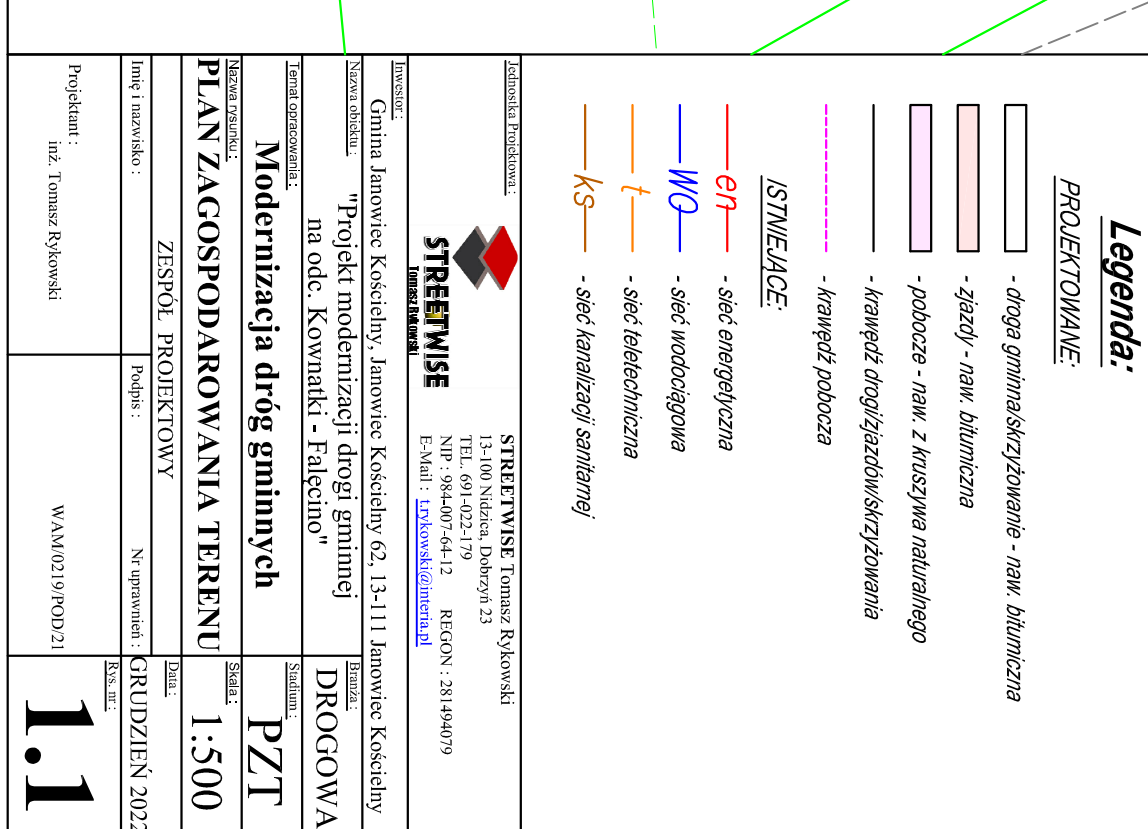 Legenda:
PROJEKTOWANE:
- droga gminna/skrzyżowanie - naw. bitumiczna
- zjazdy - naw. bitumiczna
- pobocze - naw. z kruszywa naturalnego
- krawędź drogi/zjazdów/skrzyżowania
- krawędź pobocza
ISTNIEJĄCE:
en - sieć energetyczna
wo - sieć wodociągowa
t - sieć teletechniczna
ks - sieć kanalizacji sanitarnej
Jednostka Projektowa :
STREETWISE
Tomasz Rykowski
STREETWISE Tomasz Rykowski
13-100 Nidzica, Dobrzyń 23
TEL. 691-022-179
NIP : 984-007-64-12 REGON : 281494079
E-Mail : t.rykowski@interia.pl
Inwestor :
Gmina Janowiec Kościelny, Janowiec Kościelny 62, 13-111 Janowiec Kościelny
Nazwa obiektu :
"Projekt modernizacji drogi gminnej
na odc. Kownatki - Falęcino"
Branża :
DROGOWA
Temat opracowania :
Modernizacja dróg gminnych
Stadium :
PZT
Nazwa rysunku :
PLAN ZAGOSPODAROWANIA TERENU
Skala :
1:500
ZESPÓŁ PROJEKTOWY
Data :
GRUDZIEŃ 2022
Imię i nazwisko : Podpis : Nr uprawnień :
Rys. nr :
1.1
Projektant :
inż. Tomasz Rykowski WAM/0219/POD/21